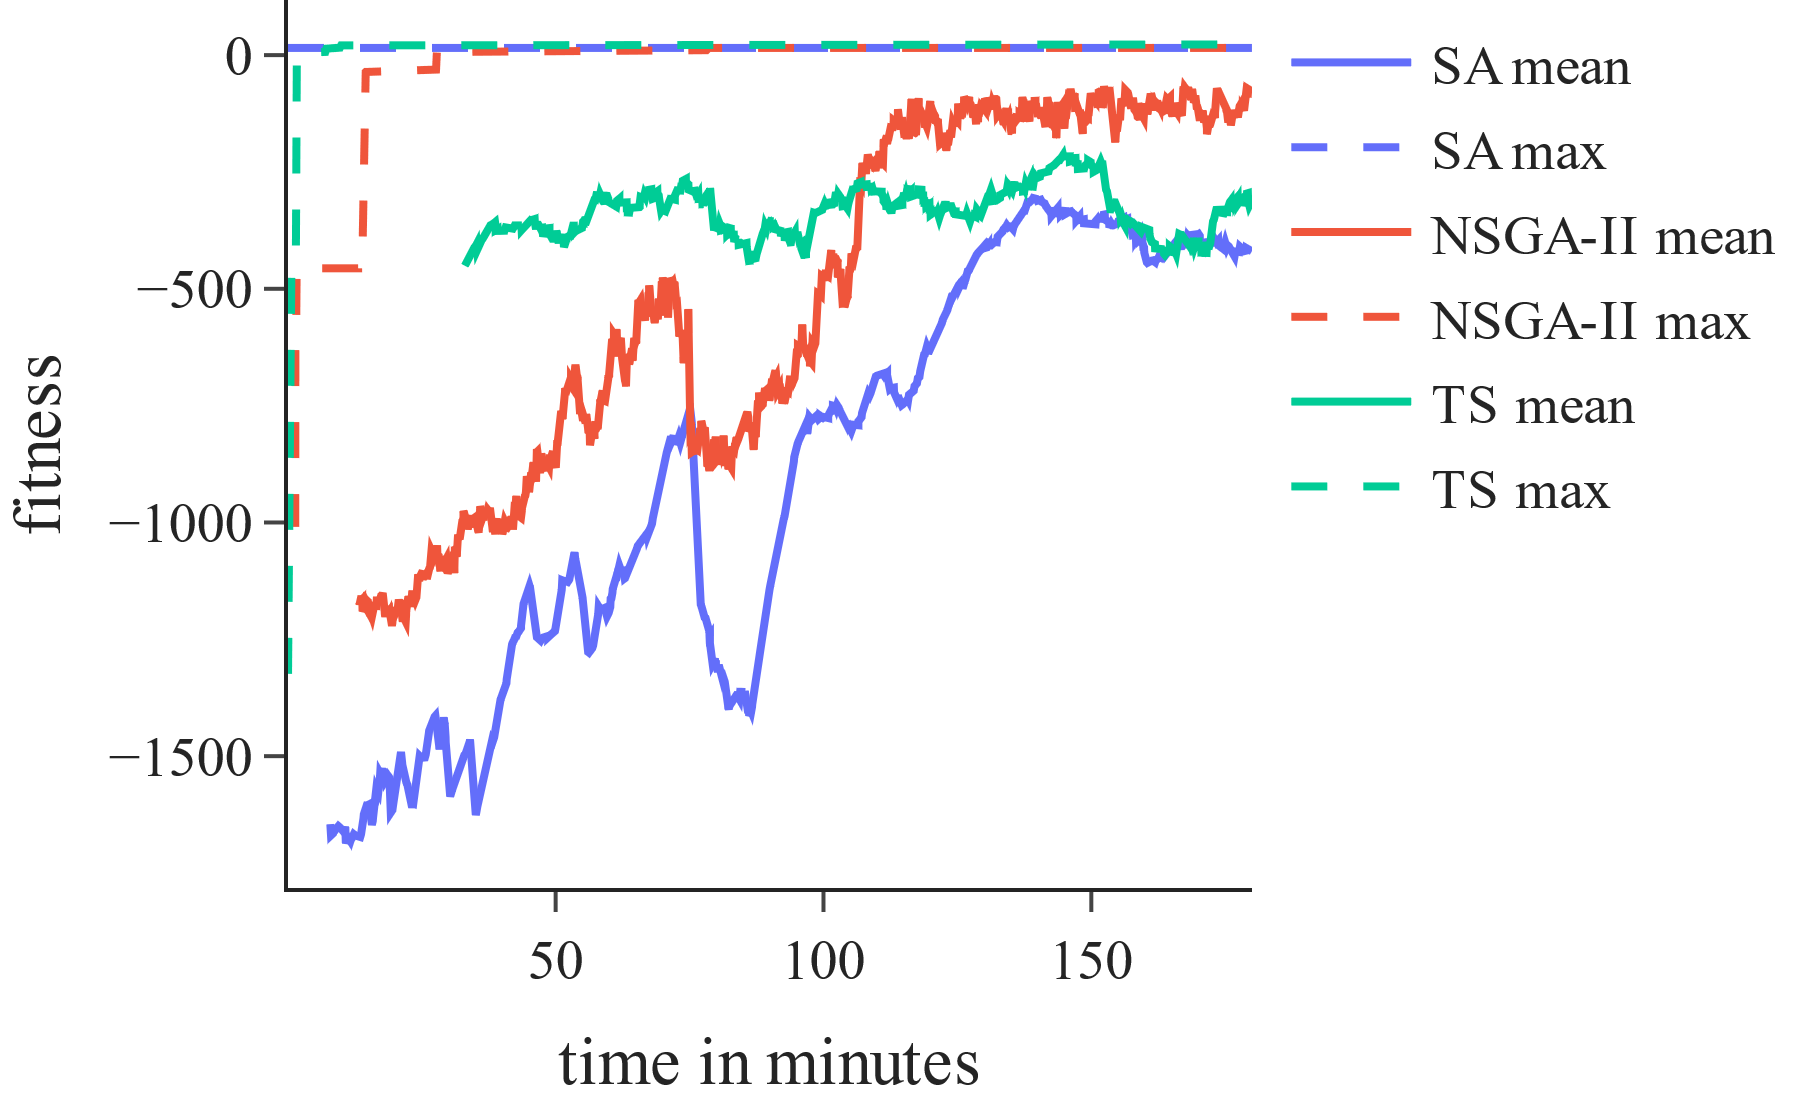 0
−500
−1000
−1500
fitness
50
100
150
time in minutes
SA mean
SA max
NSGA-II mean
NSGA-II max
TS mean
TS max